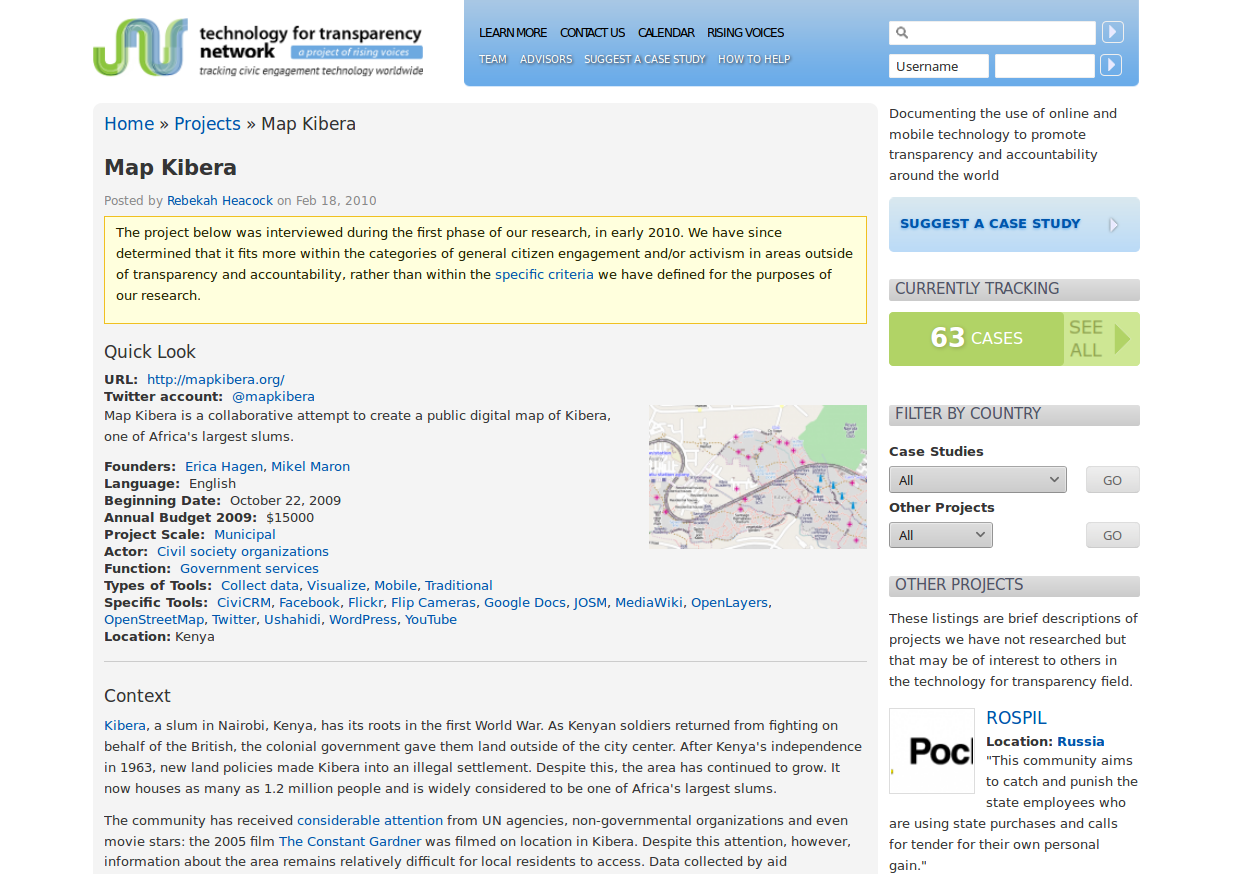 technology for transparency
network a project of rising voices
tracking civic engagement technology worldwide
LEARN MORE CONTACT US CALENDAR RISING VOICES
TEAM ADVISORS SUGGEST A CASE STUDY HOW TO HELP
Username
Home » Projects » Map Kibera
Map Kibera
Posted by Rebekah Heacock on Feb 18, 2010
The project below was interviewed during the first phase of our research, in early 2010. We have since
determined that it fits more within the categories of general citizen engagement and/or activism in areas outside
of transparency and accountability, rather than within the specific criteria we have defined for the purposes of
our research.
Quick Look
URL: http://mapkibera.org/
Twitter account: @mapkibera
Map Kibera is a collaborative attempt to create a public digital map of Kibera,
one of Africa's largest slums.
Founders: Erica Hagen, Mikel Maron
Language: English
Beginning Date: October 22, 2009
Annual Budget 2009: $15000
Project Scale: Municipal
Actor: Civil society organizations
Function: Government services
Types of Tools: Collect data, Visualize, Mobile, Traditional
Specific Tools: CiviCRM, Facebook, Flickr, Flip Cameras, Google Docs, JOSM, MediaWiki, OpenLayers,
OpenStreetMap, Twitter, Ushahidi, WordPress, YouTube
Location: Kenya
Context
Kibera, a slum in Nairobi, Kenya, has its roots in the first World War. As Kenyan soldiers returned from fighting on
behalf of the British, the colonial government gave them land outside of the city center. After Kenya's independence
in 1963, new land policies made Kibera into an illegal settlement. Despite this, the area has continued to grow. It
now houses as many as 1.2 million people and is widely considered to be one of Africa's largest slums.
The community has received considerable attention from UN agencies, non-governmental organizations and even
movie stars: the 2005 film The Constant Gardner was filmed on location in Kibera. Despite this attention, however,
information about the area remains relatively difficult for local residents to access. Data collected by aid
Documenting the use of online and
mobile technology to promote
transparency and accountability
around the world
SUGGEST A CASE STUDY
CURRENTLY TRACKING
63 CASES
SEE
ALL
FILTER BY COUNTRY
Case Studies
All GO
Other Projects
All GO
OTHER PROJECTS
These listings are brief descriptions of
projects we have not researched but
that may be of interest to others in
the technology for transparency field.
ROSPIL
Location: Russia
"This community aims
to catch and punish the
state employees who
are using state purchases and calls
for tender for their own personal
gain."